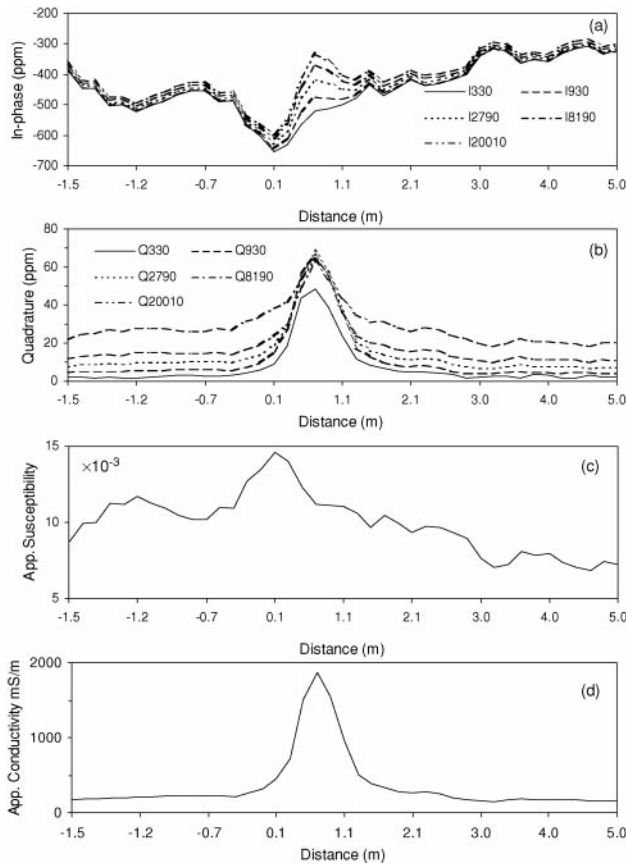 (a)
In-phase (ppm)
-200
-300
-400
-500
-600
-700
I330 I930
I2790 I8190
I20010
-1.5 -1.2 -0.7 0.1 1.1 2.1 3.0 4.0 5.0
Distance (m)
(b)
Quadrature (ppm)
80
60
40
20
0
Q330 Q930
Q2790 Q8190
Q20010
-1.5 -1.2 -0.7 0.1 1.1 2.1 3.0 4.0 5.0
Distance (m)
(c)
App. Susceptibility
15
10
5
×10-3
-1.5 -1.2 -0.7 0.1 1.1 2.1 3.0 4.0 5.0
Distance (m)
(d)
App. Conductivity mS/m
2000
1000
0
-1.5 -1.2 -0.7 0.1 1.1 2.1 3.0 4.0 5.0
Distance (m)